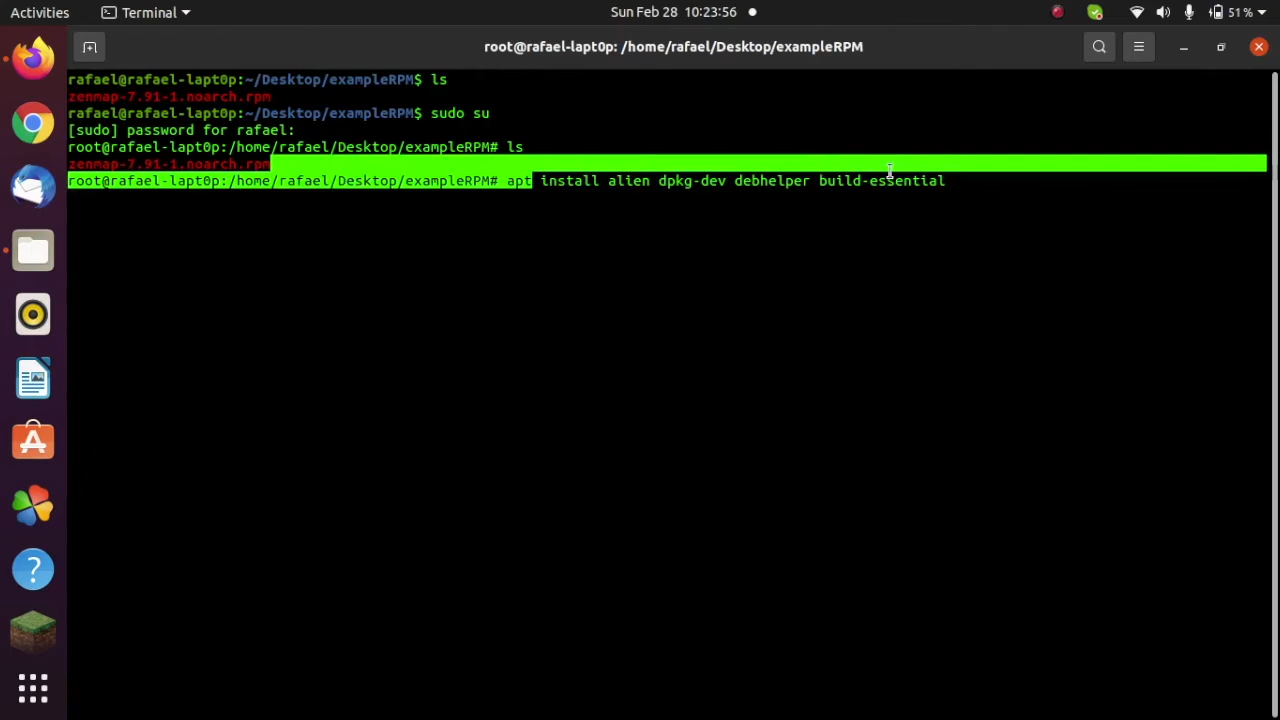 Activities
Terminal
Sun Feb 28 10:23:56
51 %
root@rafael-lapt0p: /home/rafael/Desktop/exampleRPM
rafael@rafael-lapt0p:~/Desktop/exampleRPM$ ls
zenmap-7.91-1.noarch.rpm
rafael@rafael-lapt0p:~/Desktop/exampleRPM$ sudo su
[sudo] password for rafael:
root@rafael-lapt0p:/home/rafael/Desktop/exampleRPM# ls
zenmap-7.91-1.noarch.rpm
root@rafael-lapt0p:/home/rafael/Desktop/exampleRPM# apt install alien dpkg-dev debhelper build-essential
?